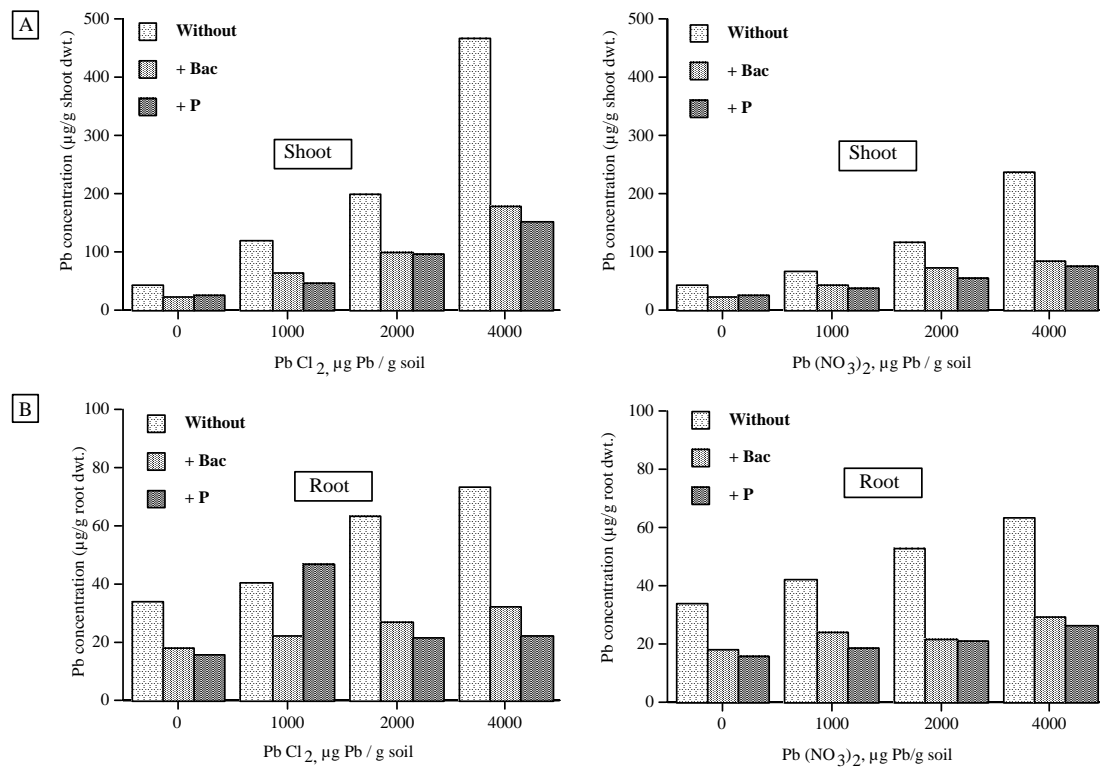 A
Pb concentration (µg/g shoot dwt.)
500
400
300
200
100
0
Without
+ Bac
+ P
Shoot
0 1000 2000 4000
Pb Cl 2, µg Pb / g soil
Pb concentration (µg/g shoot dwt.)
500
400
300
200
100
0
Without
+ Bac
+ P
Shoot
0 1000 2000 4000
Pb (NO3)2, µg Pb / g soil
B
Pb concentration (µg/g root dwt.)
100
80
60
40
20
0
Without
+ Bac
+ P
Root
0 1000 2000 4000
Pb Cl 2, µg Pb / g soil
Pb concentration (µg/g root dwt.)
100
80
60
40
20
0
Without
+ Bac
+ P
Root
0 1000 2000 4000
Pb (NO3)2, µg Pb/g soil